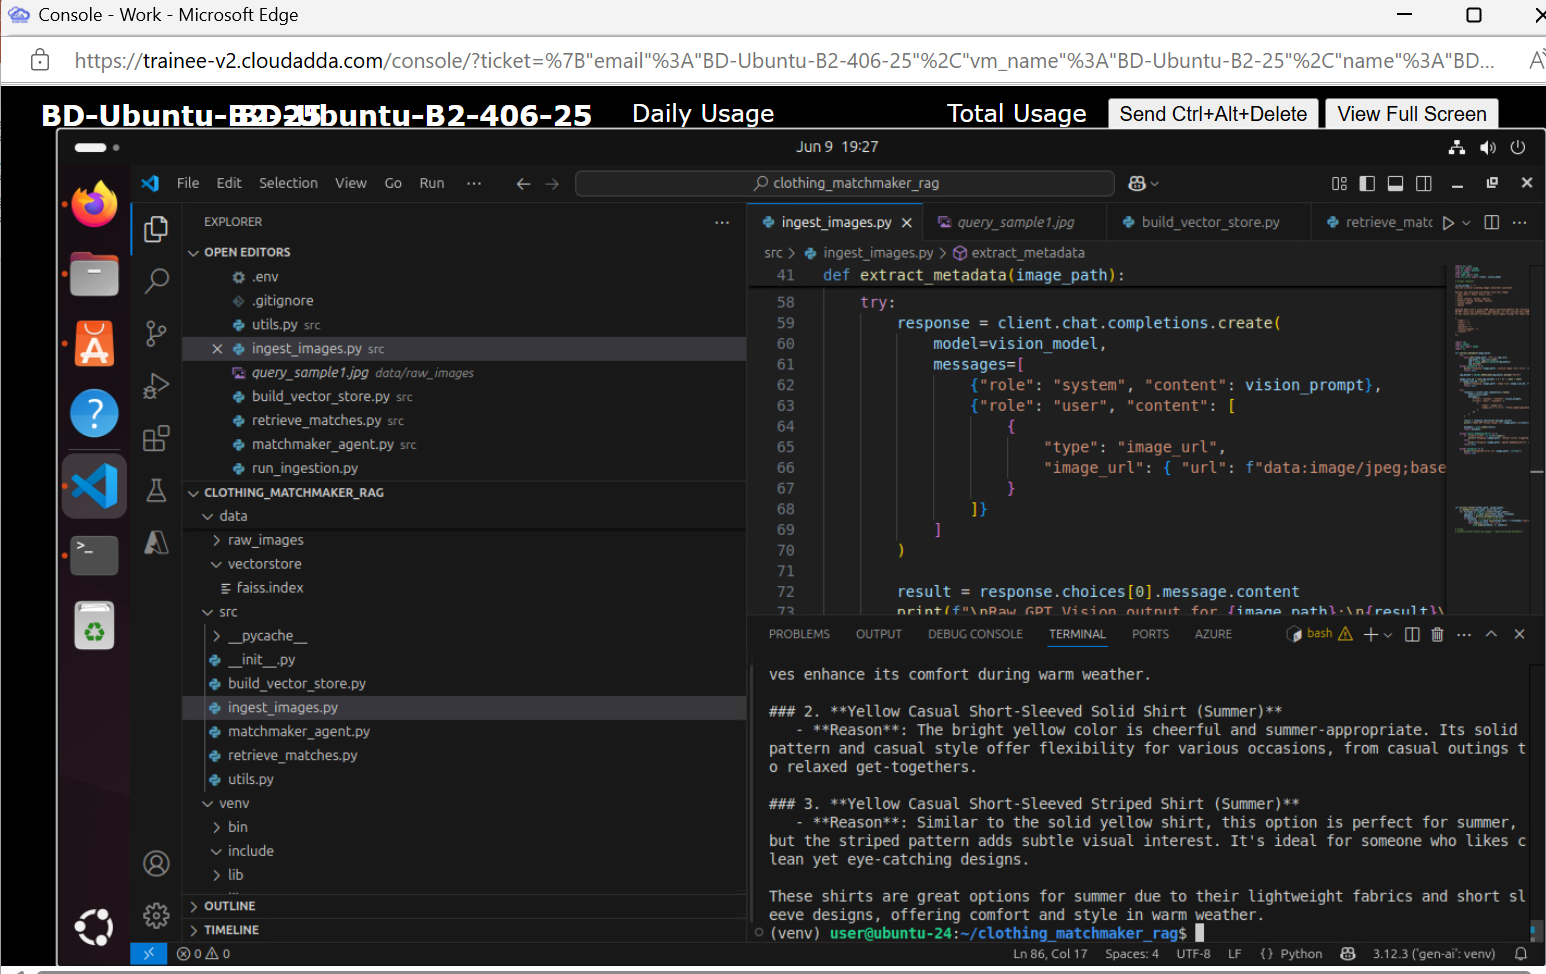 Console - Work - Microsoft Edge
https://trainee-v2.cloudadda.com/console/?ticket=%7B"email"%3A"BD-Ubuntu-B2-406-25"%2C"vm_name"%3A"BD-Ubuntu-B2-25"%2C"name"%3A"BD...
BD-Ubuntu-B2-25
BD-Ubuntu-B2-406-25
Daily Usage
Total Usage
Send Ctrl+Alt+Delete
View Full Screen
Jun 9 19:27
File Edit Selection View Go Run ...
clothing_matchmaker_rag
EXPLORER
OPEN EDITORS
.env
.gitignore
utils.py src
ingest_images.py src
query_sample1.jpg data/raw_images
build_vector_store.py src
retrieve_matches.py src
matchmaker_agent.py src
run_ingestion.py
CLOTHING_MATCHMAKER_RAG
data
raw_images
vectorstore
faiss.index
src
__pycache__
__init__.py
build_vector_store.py
ingest_images.py
matchmaker_agent.py
retrieve_matches.py
utils.py
venv
bin
include
lib
OUTLINE
TIMELINE
ingest_images.py query_sample1.jpg build_vector_store.py retrieve_matc
src > ingest_images.py > extract_metadata
41 def extract_metadata(image_path):
58 try:
59 response = client.chat.completions.create(
60 model=vision_model,
61 messages=[
62 {"role": "system", "content": vision_prompt},
63 {"role": "user", "content": [
64 {
65 "type": "image_url",
66 "image_url": { "url": f"data:image/jpeg;base
67 }
68 ]}
69 ]
70 )
71
72 result = response.choices[0].message.content
73 print(f"\nRaw GPT Vision output for {image_path}:\n{result}\
PROBLEMS OUTPUT DEBUG CONSOLE TERMINAL PORTS AZURE
bash
ves enhance its comfort during warm weather.
### 2. **Yellow Casual Short-Sleeved Solid Shirt (Summer)**
- **Reason**: The bright yellow color is cheerful and summer-appropriate. Its solid
pattern and casual style offer flexibility for various occasions, from casual outings t
o relaxed get-togethers.
### 3. **Yellow Casual Short-Sleeved Striped Shirt (Summer)**
- **Reason**: Similar to the solid yellow shirt, this option is perfect for summer,
but the striped pattern adds subtle visual interest. It's ideal for someone who likes c
lean yet eye-catching designs.
These shirts are great options for summer due to their lightweight fabrics and short sl
eeve designs, offering comfort and style in warm weather.
(venv) user@ubuntu-24:~/clothing_matchmaker_rag$
0 0
Ln 86, Col 17 Spaces: 4 UTF-8 LF {} Python 3.12.3 ('gen-ai': venv)